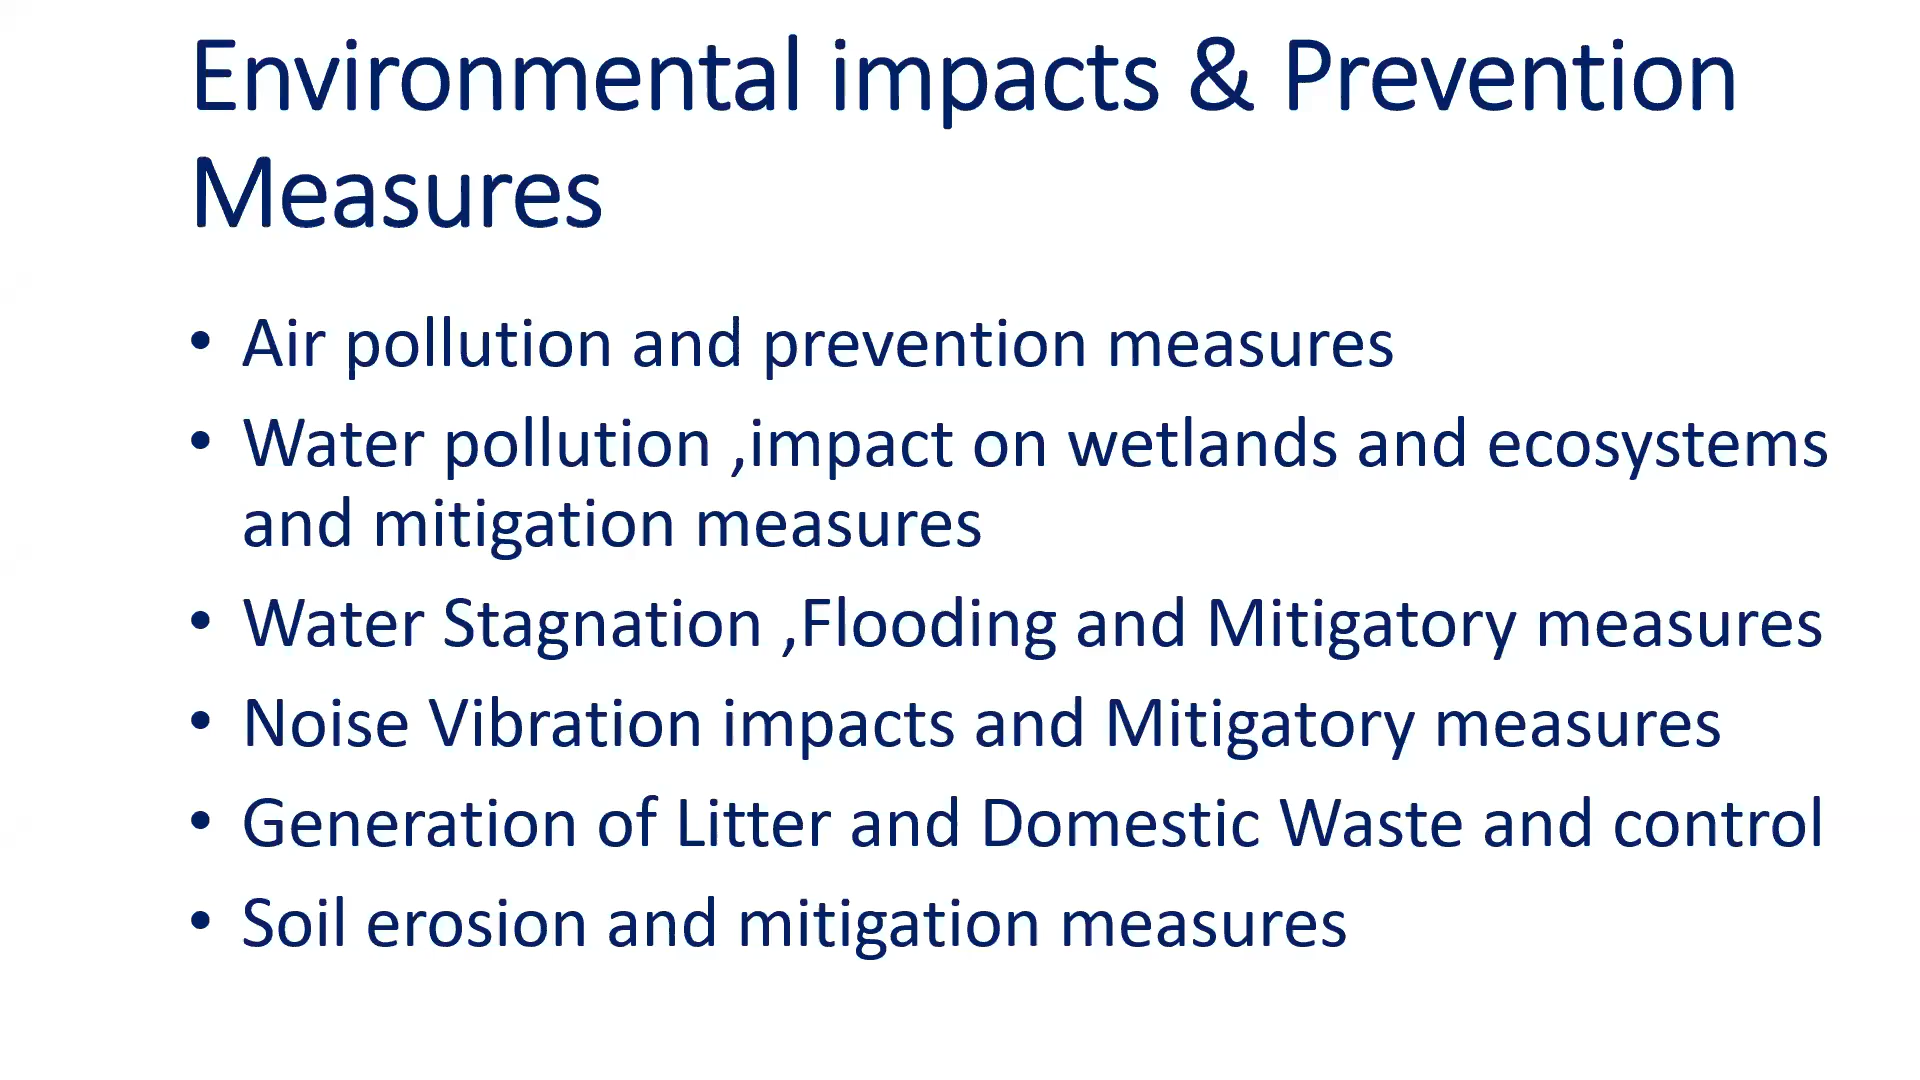 Environmental impacts & Prevention
Measures
• Air pollution and prevention measures
• Water pollution ,impact on wetlands and ecosystems
and mitigation measures
• Water Stagnation ,Flooding and Mitigatory measures
• Noise Vibration impacts and Mitigatory measures
• Generation of Litter and Domestic Waste and control
• Soil erosion and mitigation measures